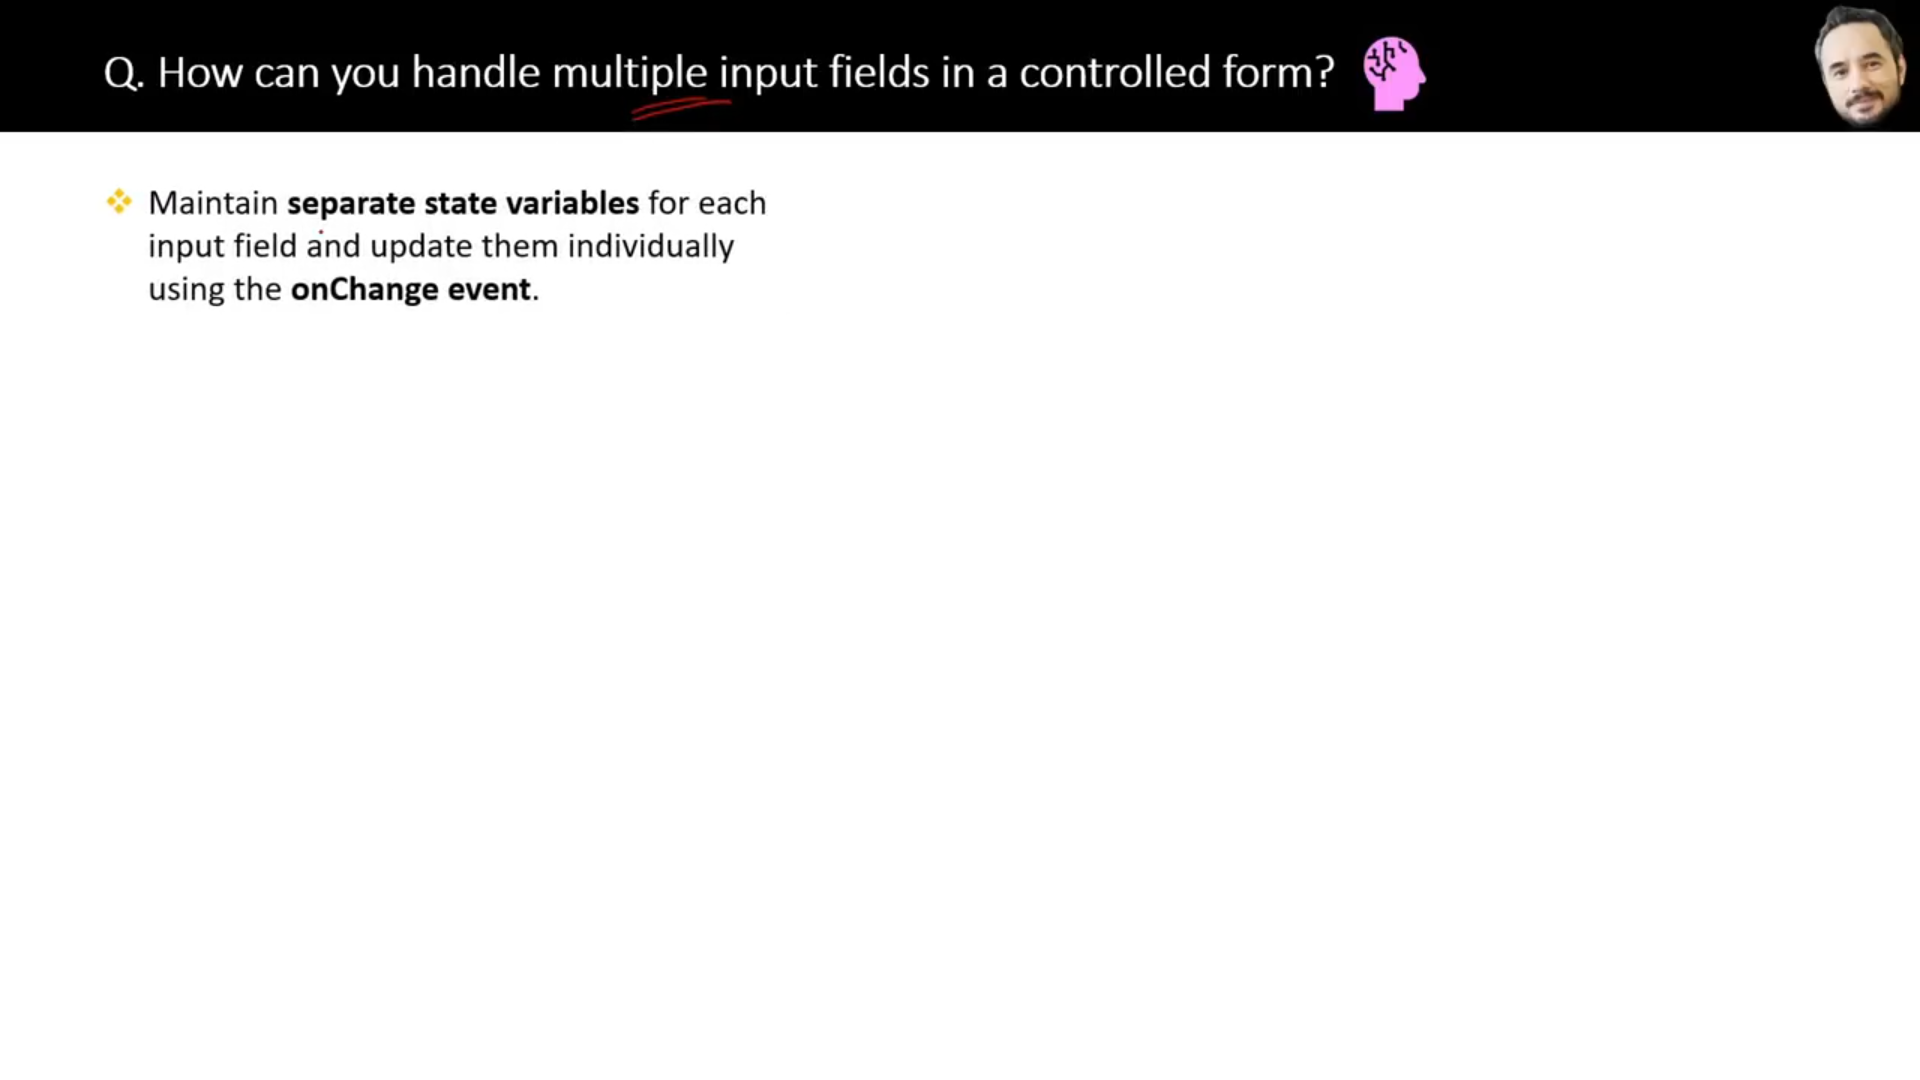 Q. How can you handle multiple input fields in a controlled form?
Maintain separate state variables for each
input field and update them individually
using the onChange event.